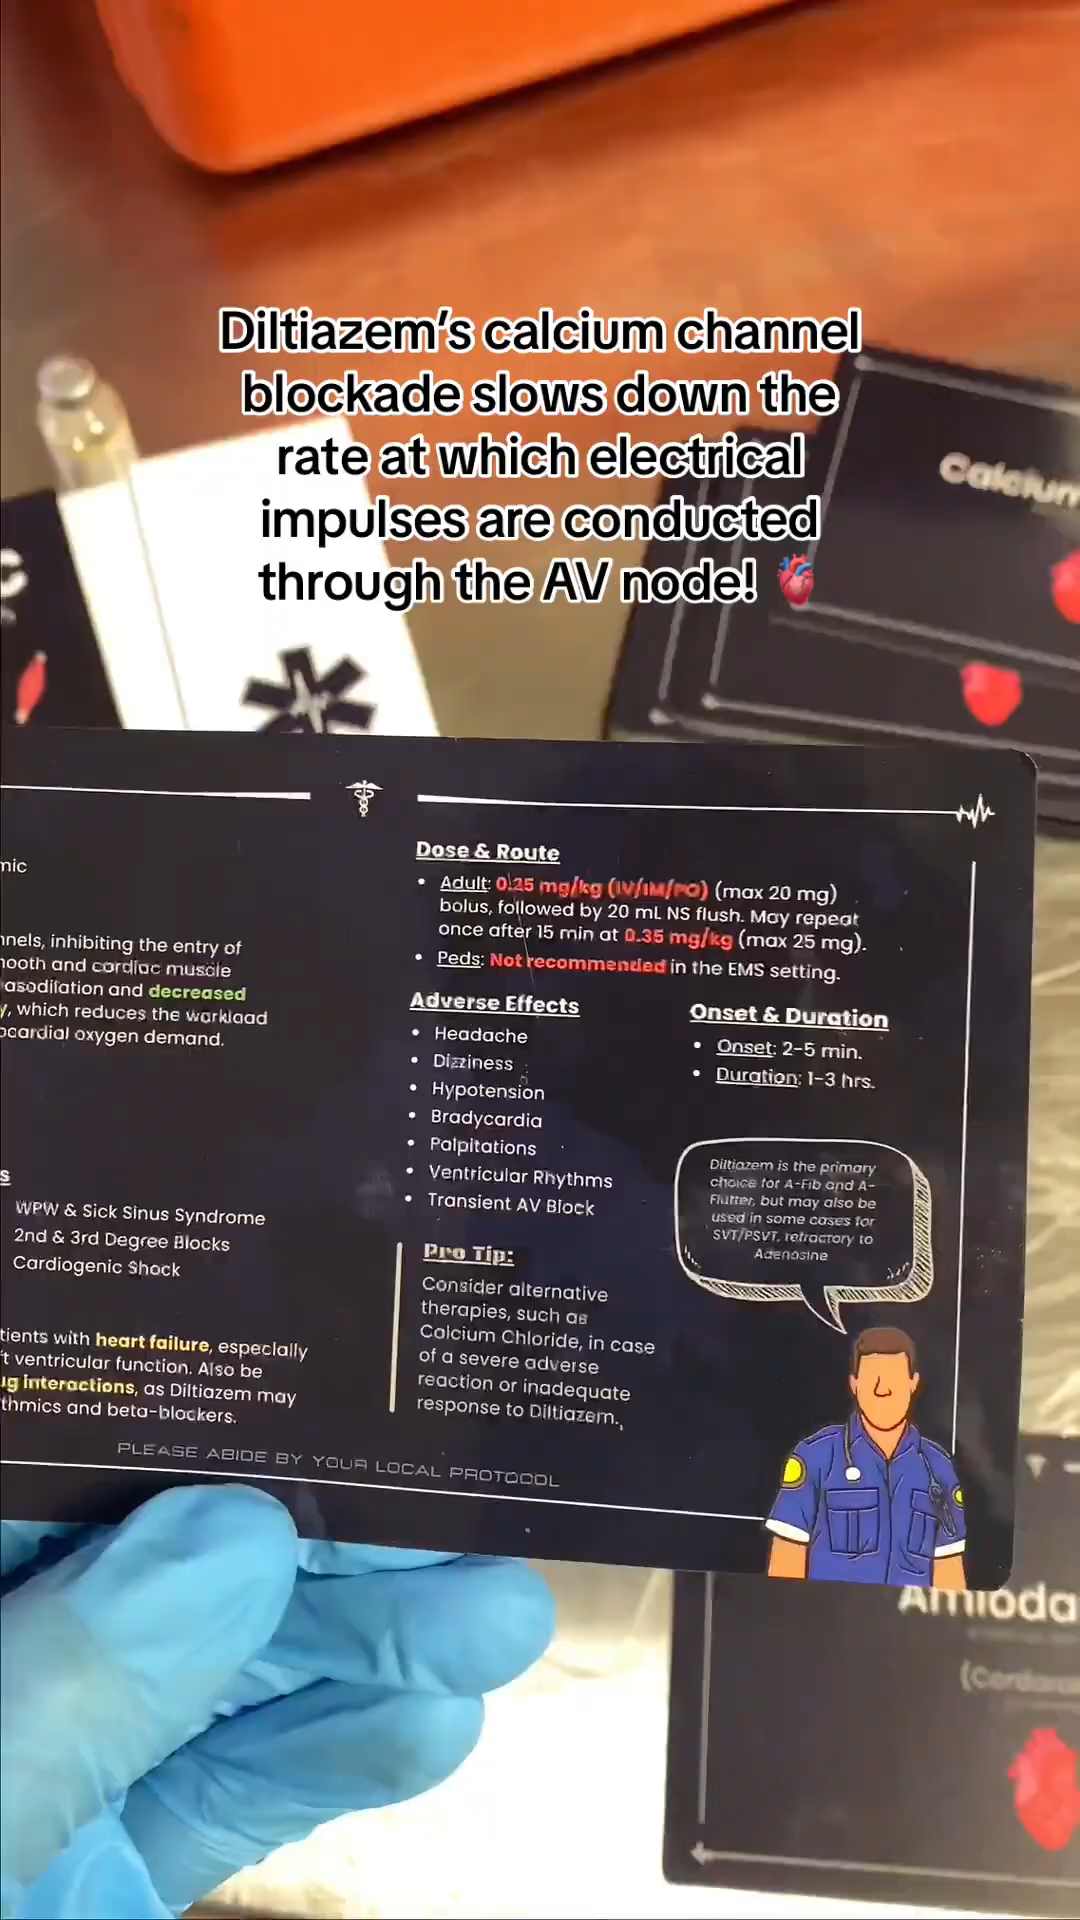 Diltiazem's calcium channel
blockade slows down the
rate at which electrical
impulses are conducted
through the AV node! 🫀
Calcium
Dose & Route
• Adult: 0.25 mg/kg (IV/IM/PO) (max 20 mg)
bolus, followed by 20 mL NS flush. May repeat
once after 15 min at 0.35 mg/kg (max 25 mg).
• Peds: Not recommended in the EMS setting.
Adverse Effects
• Headache
• Dizziness
• Hypotension
• Bradycardia
• Palpitations
• Ventricular Rhythms
• Transient AV Block
Onset & Duration
• Onset: 2-5 min.
• Duration: 1-3 hrs.
Diltiazem is the primary
choice for A-Fib and A-
Flutter, but may also be
used in some cases for
SVT/PSVT, refractory to
Adenosine
Pro Tip:
Consider alternative
therapies, such as
Calcium Chloride, in case
of a severe adverse
reaction or inadequate
response to Diltiazem.
mic
nnels, inhibiting the entry of
mooth and cardiac muscle
asodilation and decreased
y, which reduces the workload
ocardial oxygen demand.
s
WPW & Sick Sinus Syndrome
2nd & 3rd Degree Blocks
Cardiogenic Shock
tients with heart failure, especially
t ventricular function. Also be
ug interactions, as Diltiazem may
thmics and beta-blockers.
PLEASE ABIDE BY YOUR LOCAL PROTOCOL
Amioda
(Cordaro